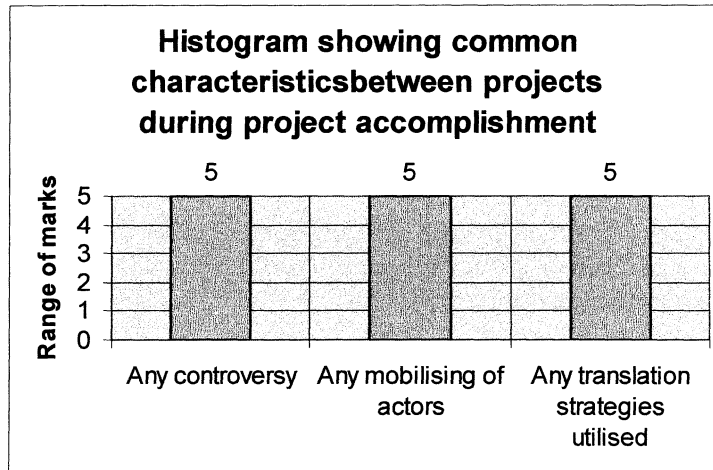 Histogram showing common
characteristicsbetween projects
during project accomplishment
5 5 5
Range of marks
5
4
3
2
1
0
Any controversy Any mobilising of Any translation
actors strategies
utilised